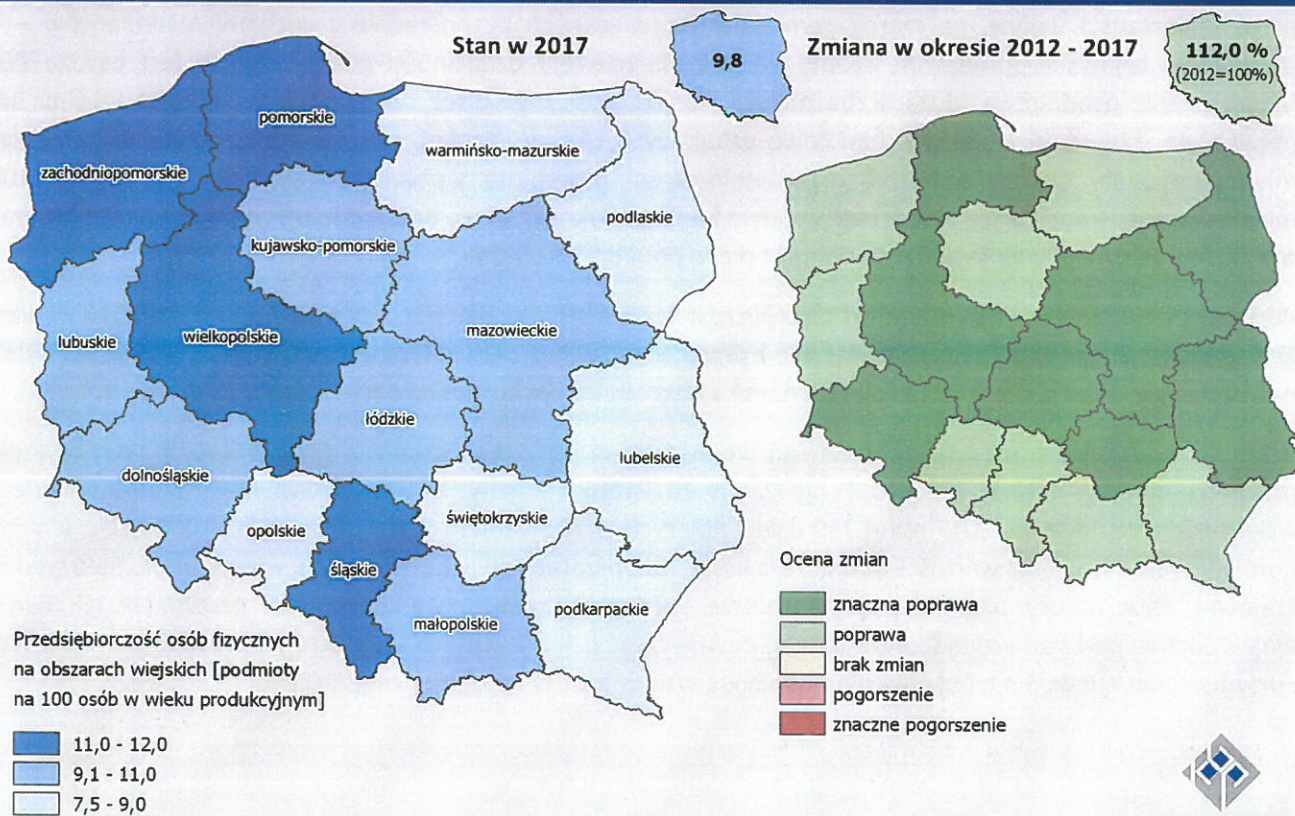 Stan w 2017
9,8
Zmiana w okresie 2012 - 2017
112,0 %
(2012=100%)
pomorskie
warmińsko-mazurskie
zachodniopomorskie
podlaskie
kujawsko-pomorskie
mazowieckie
wielkopolskie
lubuskie
łódzkie
lubelskie
dolnośląskie
świętokrzyskie
opolskie
śląskie
podkarpackie
małopolskie
Przedsiębiorczość osób fizycznych
na obszarach wiejskich [podmioty
na 100 osób w wieku produkcyjnym]
11,0 - 12,0
9,1 - 11,0
7,5 - 9,0
Ocena zmian
znaczna poprawa
poprawa
brak zmian
pogorszenie
znaczne pogorszenie